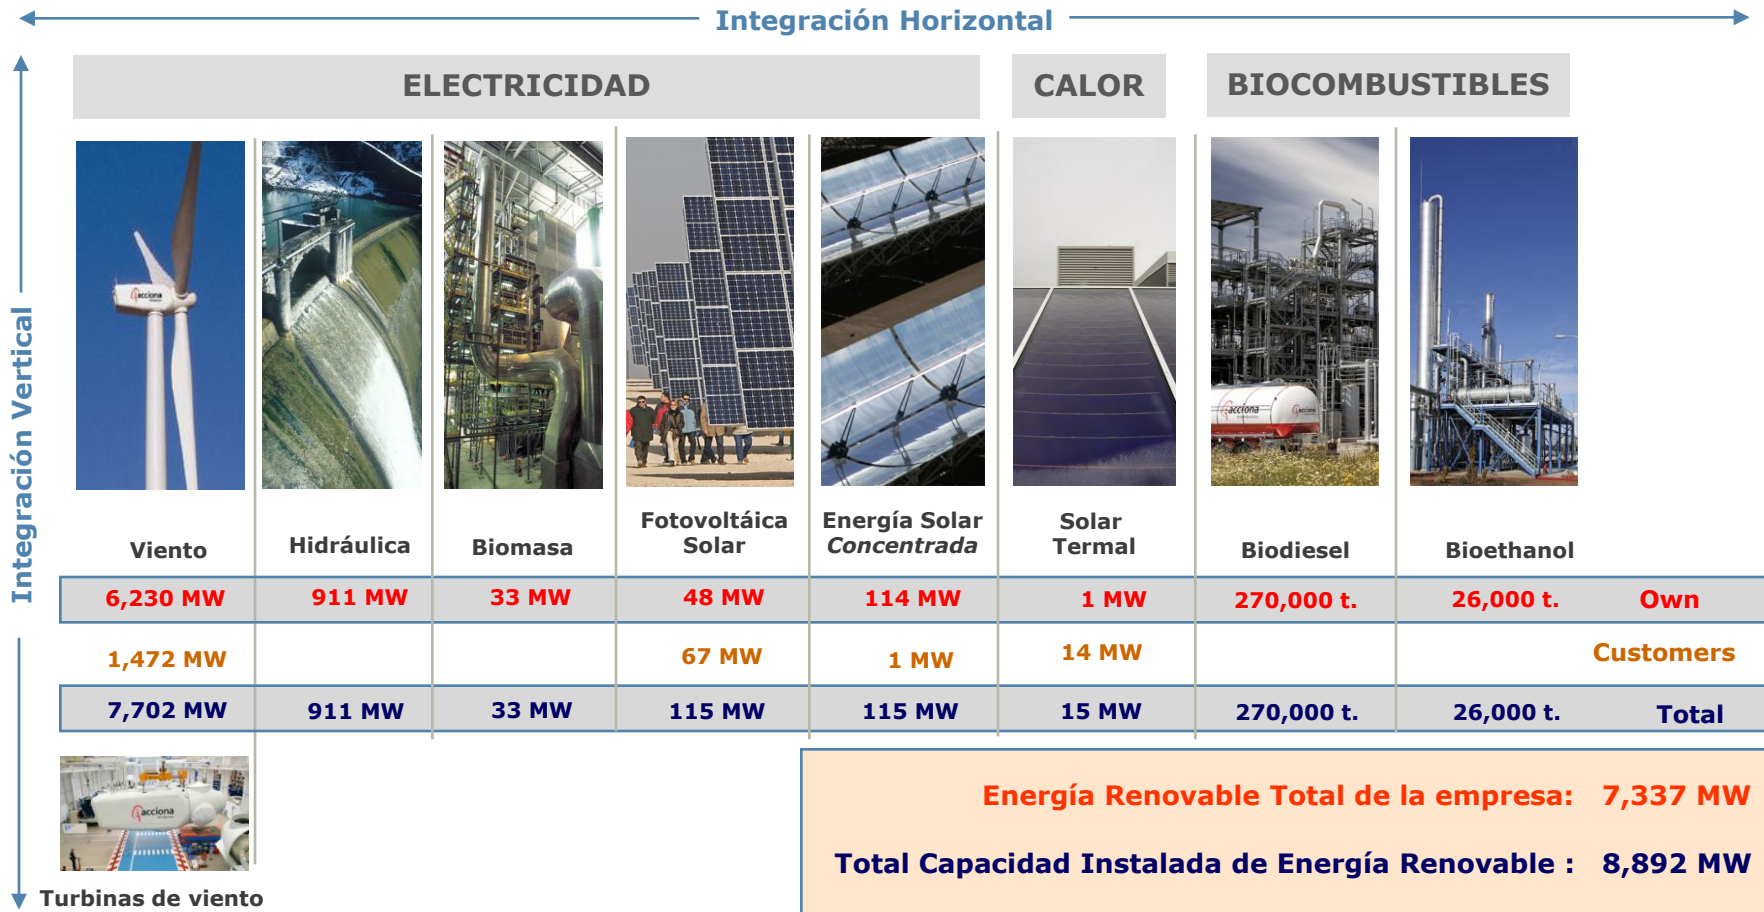 Integración Horizontal
Integración Vertical
ELECTRICIDAD
CALOR
BIOCOMBUSTIBLES
acciona
acciona
acciona
Viento
Hidráulica
Biomasa
Fotovoltáica
Solar
Energía Solar
Concentrada
Solar
Termal
Biodiesel
Bioethanol
6,230 MW 911 MW 33 MW 48 MW 114 MW 1 MW 270,000 t. 26,000 t. Own
1,472 MW 67 MW 1 MW 14 MW Customers
7,702 MW 911 MW 33 MW 115 MW 115 MW 15 MW 270,000 t. 26,000 t. Total
acciona
Turbinas de viento
Energía Renovable Total de la empresa: 7,337 MW
Total Capacidad Instalada de Energía Renovable : 8,892 MW